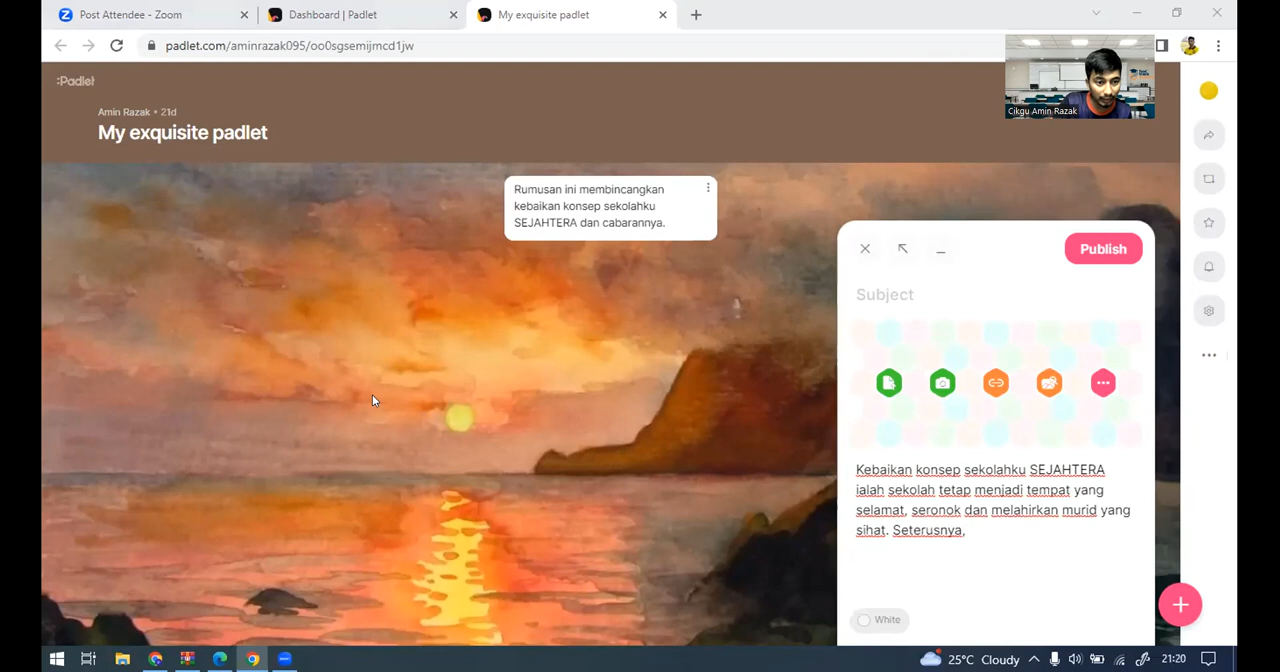 Post Attendee - Zoom
Dashboard | Padlet
My exquisite padlet
padlet.com/aminrazak095/oo0sgsemijmcd1jw
:Padlet
Amin Razak • 21d
My exquisite padlet
Cikgu Amin Razak
Rumusan ini membincangkan
kebaikan konsep sekolahku
SEJAHTERA dan cabarannya.
Publish
Subject
Kebaikan konsep sekolahku SEJAHTERA
ialah sekolah tetap menjadi tempat yang
selamat, seronok dan melahirkan murid yang
sihat. Seterusnya,
White
25°C Cloudy
21:20